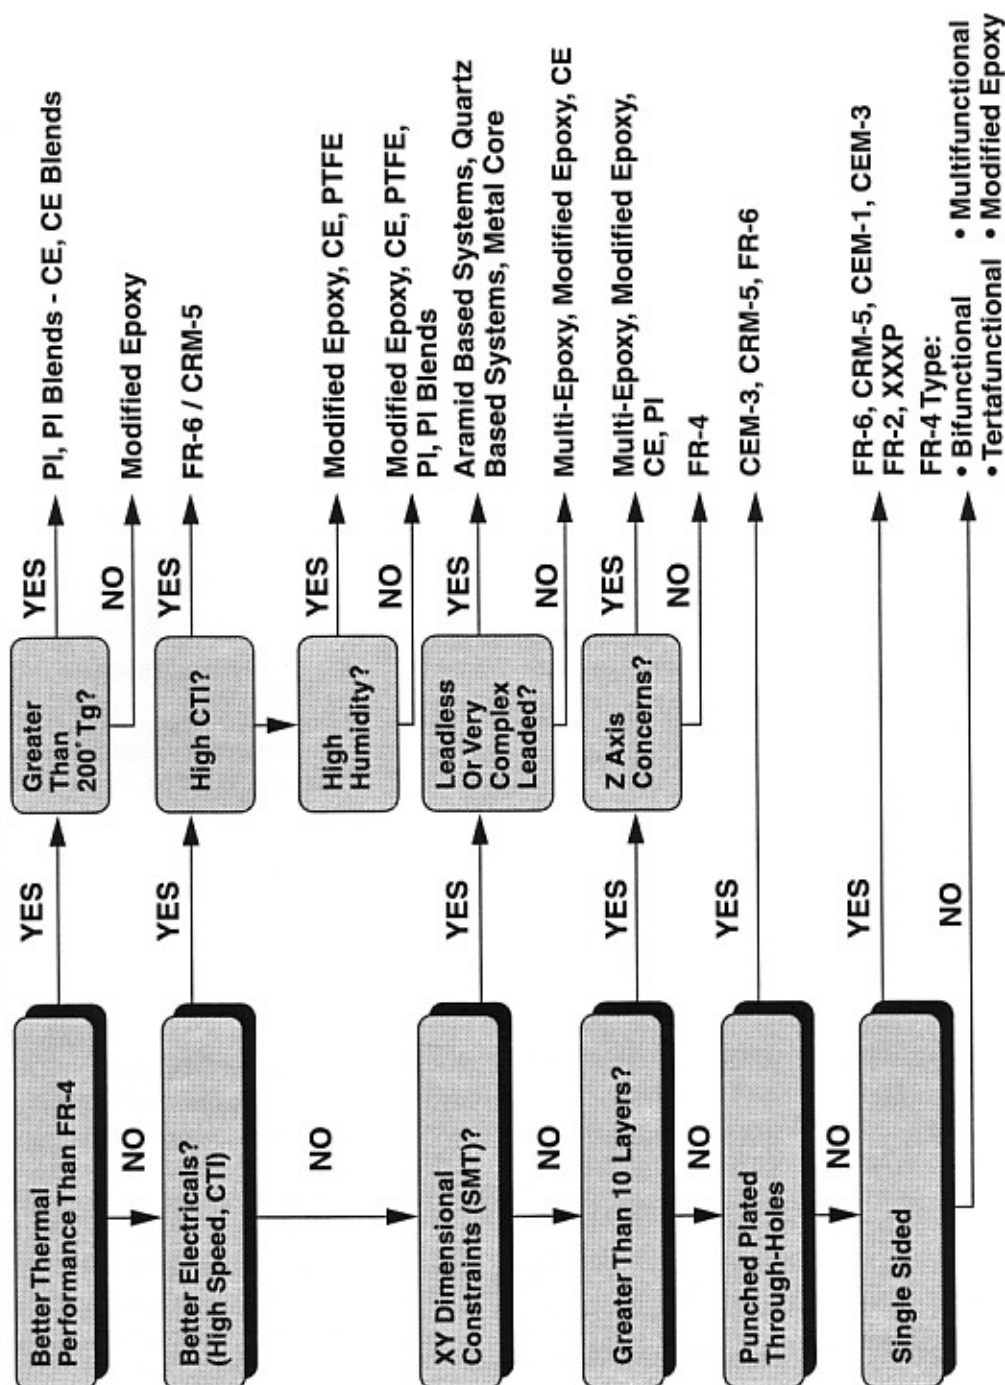 Better Thermal
Performance Than FR-4
YES
Greater
Than
200° Tg?
YES
PI, PI Blends - CE, CE Blends
NO
Modified Epoxy
NO
Better Electricals?
(High Speed, CTI)
YES
High CTI?
YES
FR-6 / CRM-5
High
Humidity?
YES
Modified Epoxy, CE, PTFE
NO
Modified Epoxy, CE, PTFE,
PI, PI Blends
NO
XY Dimensional
Constraints (SMT)?
YES
Leadless
Or Very
Complex
Leaded?
YES
Aramid Based Systems, Quartz
Based Systems, Metal Core
NO
Multi-Epoxy, Modified Epoxy, CE
NO
Greater Than 10 Layers?
YES
Z Axis
Concerns?
YES
Multi-Epoxy, Modified Epoxy,
CE, PI
NO
FR-4
NO
Punched Plated
Through-Holes
YES
CEM-3, CRM-5, FR-6
NO
Single Sided
YES
FR-6, CRM-5, CEM-1, CEM-3
FR-2, XXXP
NO
FR-4 Type:
• Bifunctional • Multifunctional
• Tertafunctional • Modified Epoxy